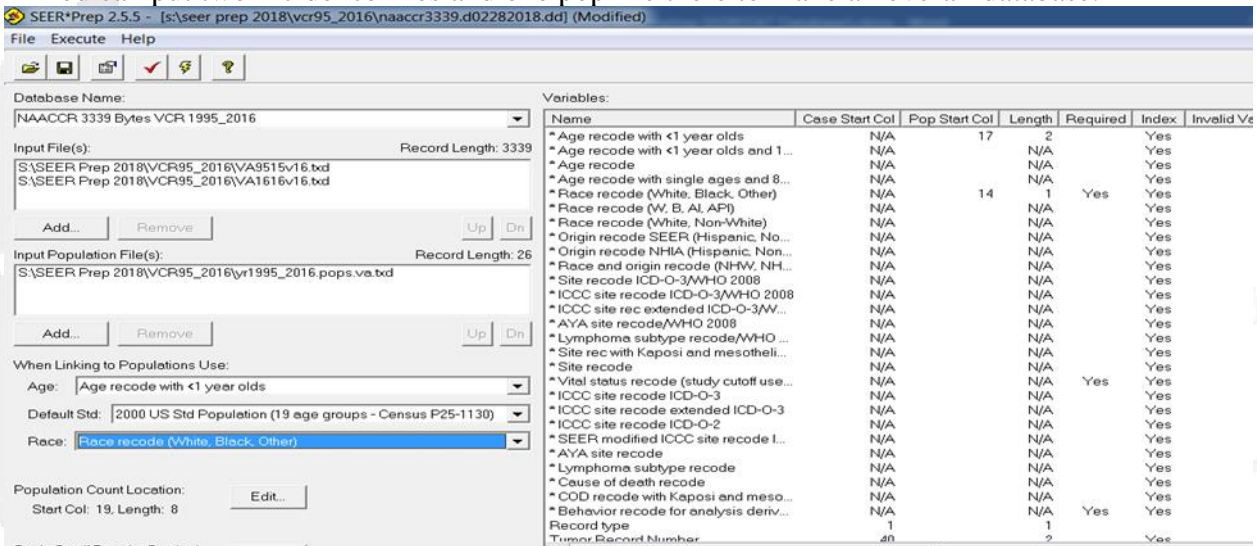 SEER*Prep 2.5.5 - [s:\seer prep 2018\vcr95_2016\naaccr3339.d02282018.dd] (Modified)
File Execute Help
Database Name:
NAACCR 3339 Bytes VCR 1995_2016
Input File(s): Record Length: 3339
S:\SEER Prep 2018\VCR95_2016\VA9515v16.txd
S:\SEER Prep 2018\VCR95_2016\VA1616v16.txd
Add... Remove Up Dn
Input Population File(s): Record Length: 26
S:\SEER Prep 2018\VCR95_2016\yr1995_2016.pops.va.txd
Add... Remove Up Dn
When Linking to Populations Use:
Age: Age recode with <1 year olds
Default Std: 2000 US Std Population (19 age groups - Census P25-1130)
Race: Race recode (White, Black, Other)
Population Count Location: Edit...
Start Col: 19, Length: 8
Variables:
Name Case Start Col Pop Start Col Length Required Index Invalid Va
* Age recode with <1 year olds N/A 17 2 Yes
* Age recode with <1 year olds and 1... N/A N/A Yes
* Age recode N/A N/A Yes
* Age recode with single ages and 8... N/A N/A Yes
* Race recode (White, Black, Other) N/A 14 1 Yes Yes
* Race recode (W, B, AI, API) N/A N/A Yes
* Race recode (White, Non-White) N/A N/A Yes
* Origin recode SEER (Hispanic, No... N/A N/A Yes
* Origin recode NHIA (Hispanic, Non... N/A N/A Yes
* Race and origin recode (NHW, NH... N/A N/A Yes
* Site recode ICD-O-3/WHO 2008 N/A N/A Yes
* ICCC site recode ICD-O-3/WHO 2008 N/A N/A Yes
* ICCC site rec extended ICD-O-3/W... N/A N/A Yes
* AYA site recode/WHO 2008 N/A N/A Yes
* Lymphoma subtype recode/WHO ... N/A N/A Yes
* Site rec with Kaposi and mesotheli... N/A N/A Yes
* Site recode N/A N/A Yes
* Vital status recode (study cutoff use... N/A N/A Yes Yes
* ICCC site recode ICD-O-3 N/A N/A Yes
* ICCC site recode extended ICD-O-3 N/A N/A Yes
* ICCC site recode ICD-O-2 N/A N/A Yes
* SEER modified ICCC site recode I... N/A N/A Yes
* AYA site recode N/A N/A Yes
* Lymphoma subtype recode N/A N/A Yes
* Cause of death recode N/A N/A Yes
* COD recode with Kaposi and meso... N/A N/A Yes
* Behavior recode for analysis deriv... N/A N/A Yes Yes
Record type 1 1
Tumor Record Number 40 2 Yes